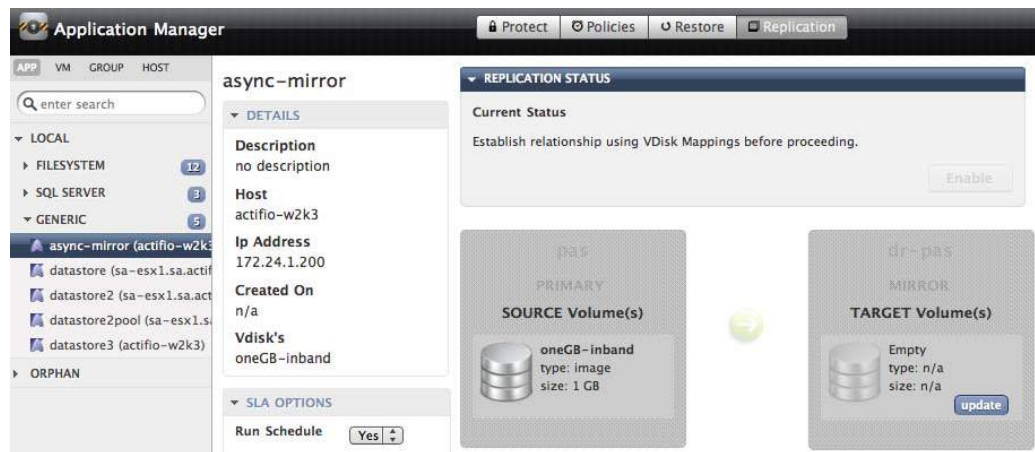 Application Manager
Protect
Policies
Restore
Replication
APP VM GROUP HOST
enter search
LOCAL
FILESYSTEM 12
SQL SERVER 3
GENERIC 5
async-mirror (actifio-w2k3
datastore (sa-esx1.sa.actif
datastore2 (sa-esx1.sa.act
datastore2pool (sa-esx1.s
datastore3 (actifio-w2k3)
ORPHAN
async-mirror
DETAILS
Description
no description
Host
actifio-w2k3
Ip Address
172.24.1.200
Created On
n/a
Vdisk's
oneGB-inband
SLA OPTIONS
Run Schedule Yes
REPLICATION STATUS
Current Status
Establish relationship using VDisk Mappings before proceeding.
Enable
pas
PRIMARY
SOURCE Volume(s)
oneGB-inband
type: image
size: 1 GB
dr-pas
MIRROR
TARGET Volume(s)
Empty
type: n/a
size: n/a
update